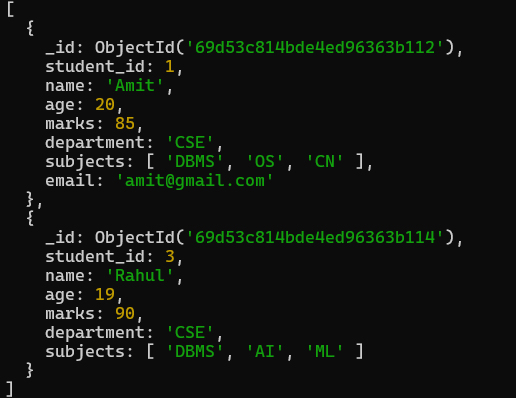 [
  {
    _id: ObjectId('69d53c814bde4ed96363b112'),
    student_id: 1,
    name: 'Amit',
    age: 20,
    marks: 85,
    department: 'CSE',
    subjects: [ 'DBMS', 'OS', 'CN' ],
    email: 'amit@gmail.com'
  },
  {
    _id: ObjectId('69d53c814bde4ed96363b114'),
    student_id: 3,
    name: 'Rahul',
    age: 19,
    marks: 90,
    department: 'CSE',
    subjects: [ 'DBMS', 'AI', 'ML' ]
  }
]